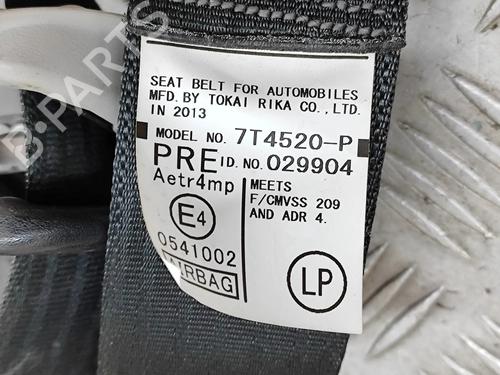 SEAT BELT FOR AUTOMOBILES
MFD. BY TOKAI RIKA CO., LTD.
IN 2013
MODEL NO. 7T4520-P
PRE ID. NO. 029904
Aetr4mp
MEETS
F/CMVSS 209
AND ADR 4.
E4
0541002
AIRBAG
LP
B-PARTS